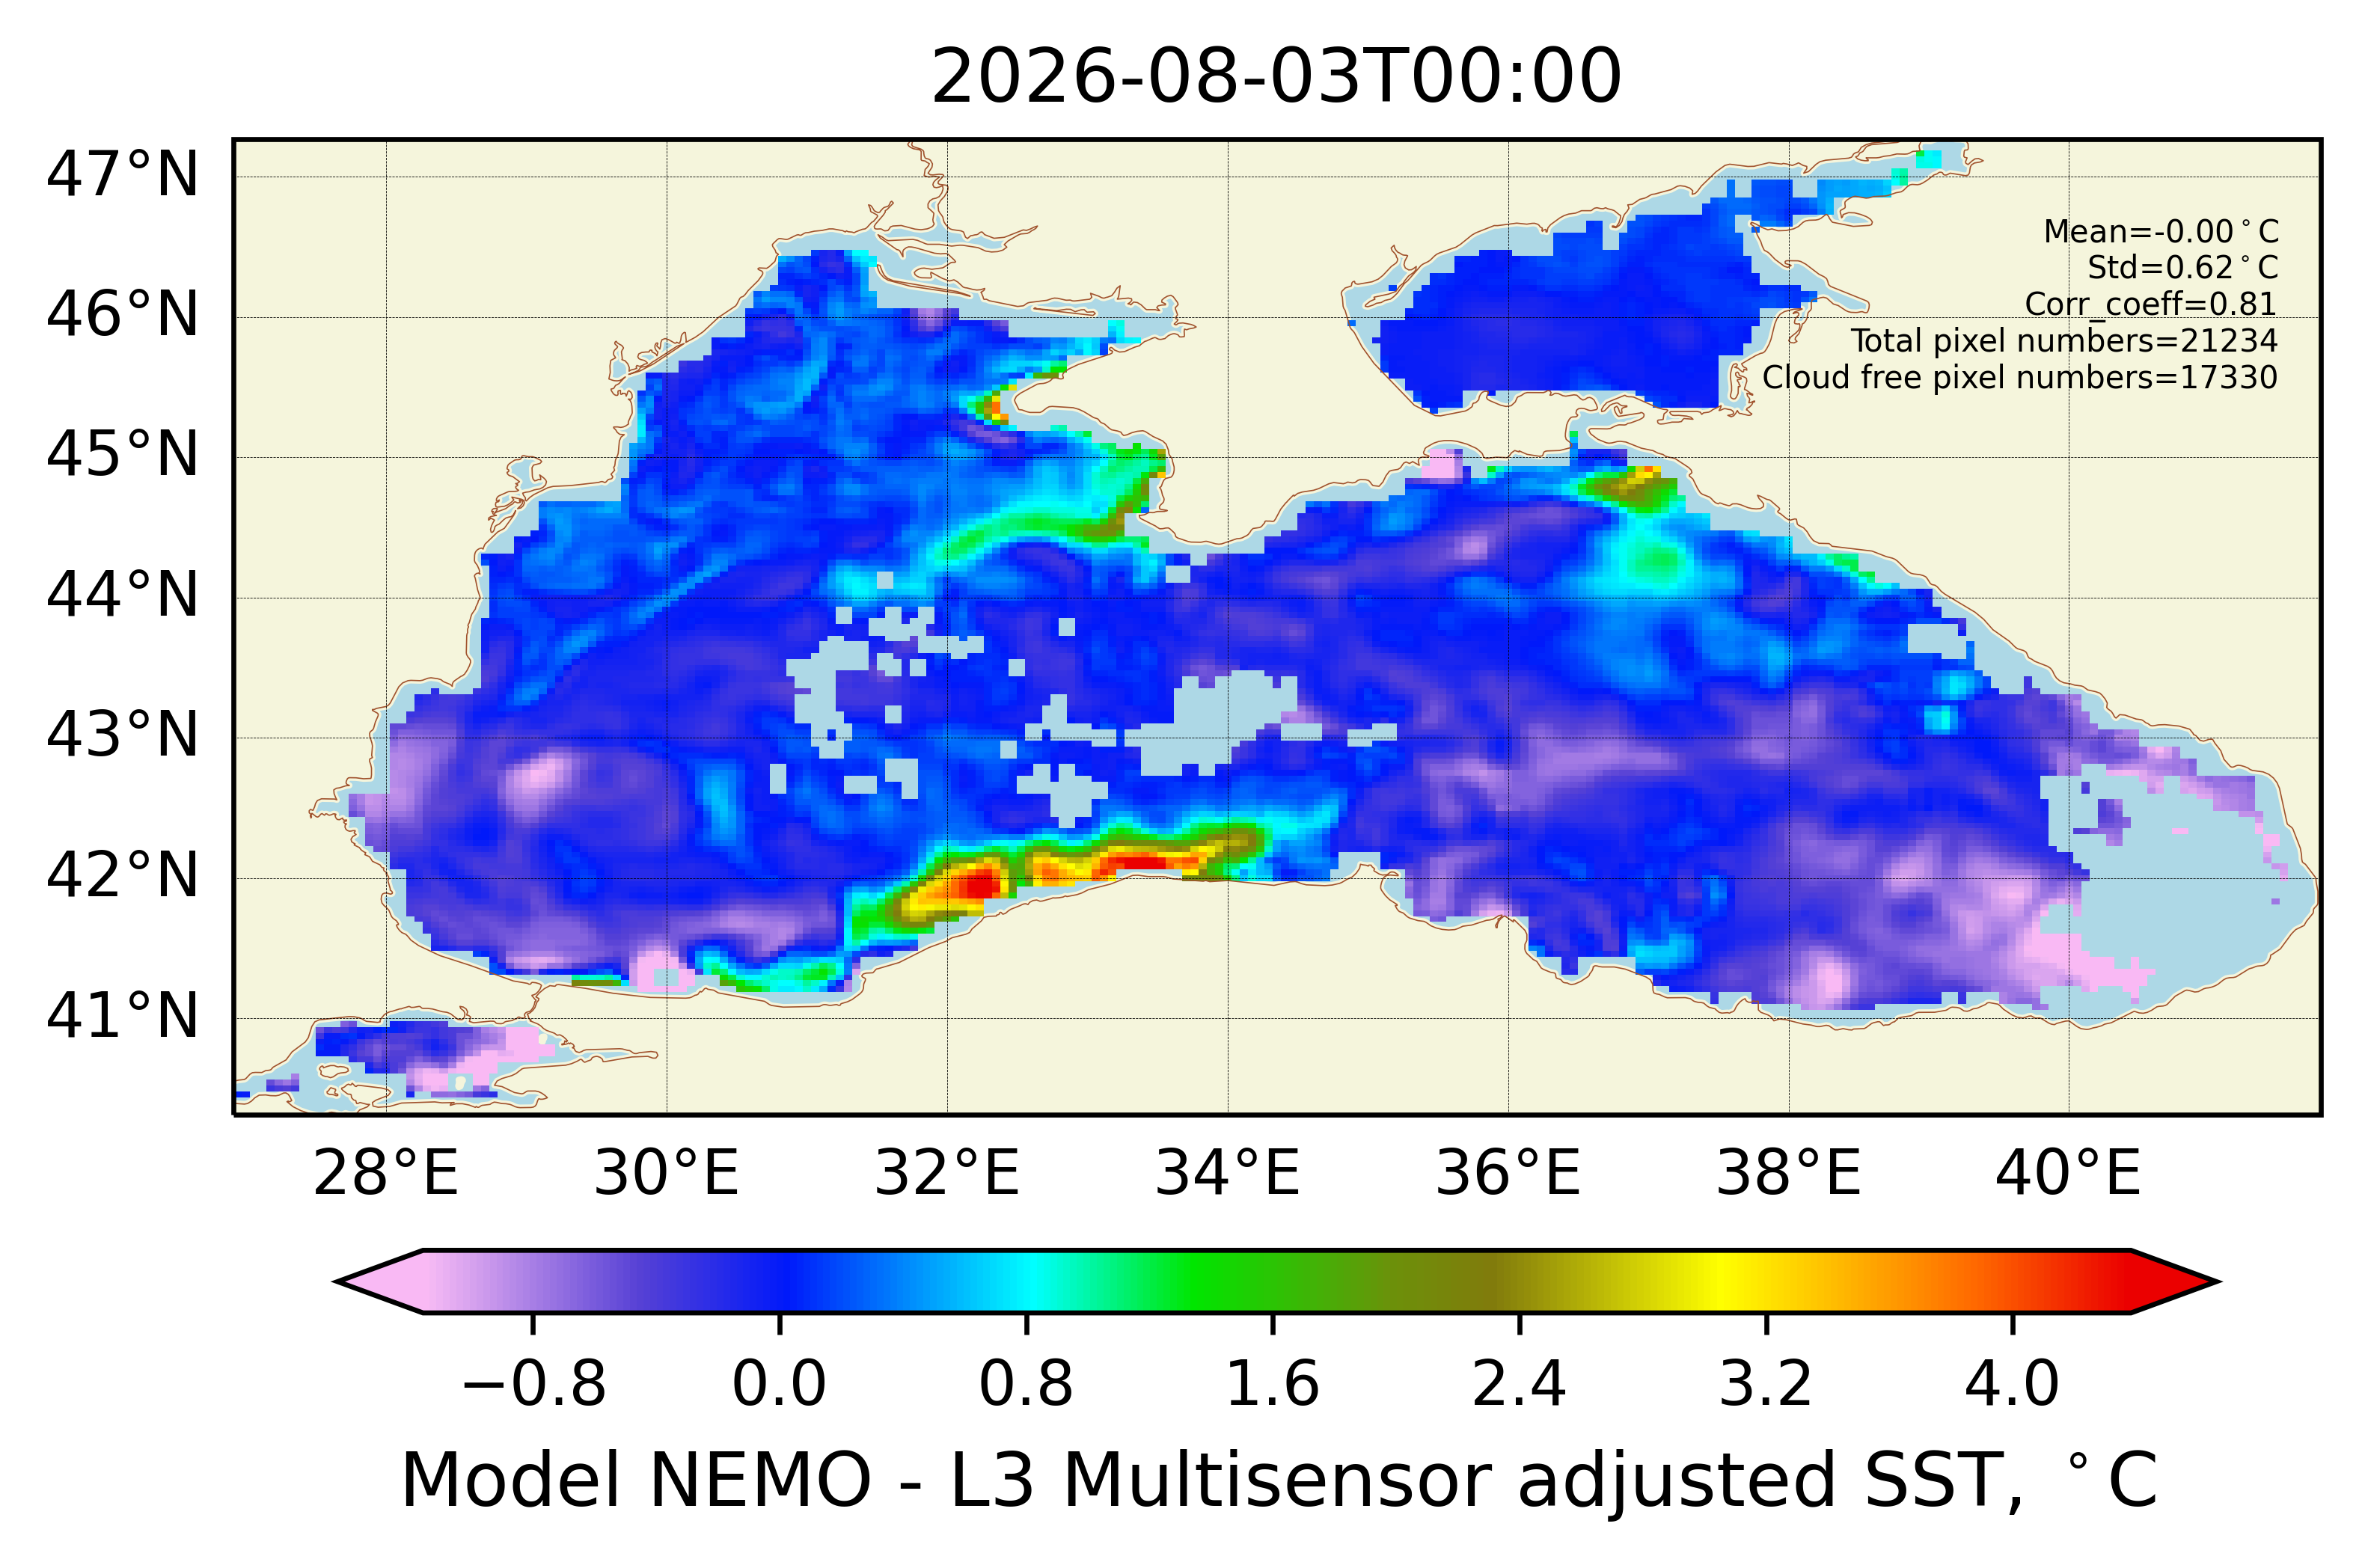 2026-08-03T00:00
47°N
46°N
45°N
44°N
43°N
42°N
41°N
Mean=-0.00°C
Std=0.62°C
Corr_coeff=0.81
Total pixel numbers=21234
Cloud free pixel numbers=17330
28°E 30°E 32°E 34°E 36°E 38°E 40°E
−0.8 0.0 0.8 1.6 2.4 3.2 4.0
Model NEMO - L3 Multisensor adjusted SST, °C